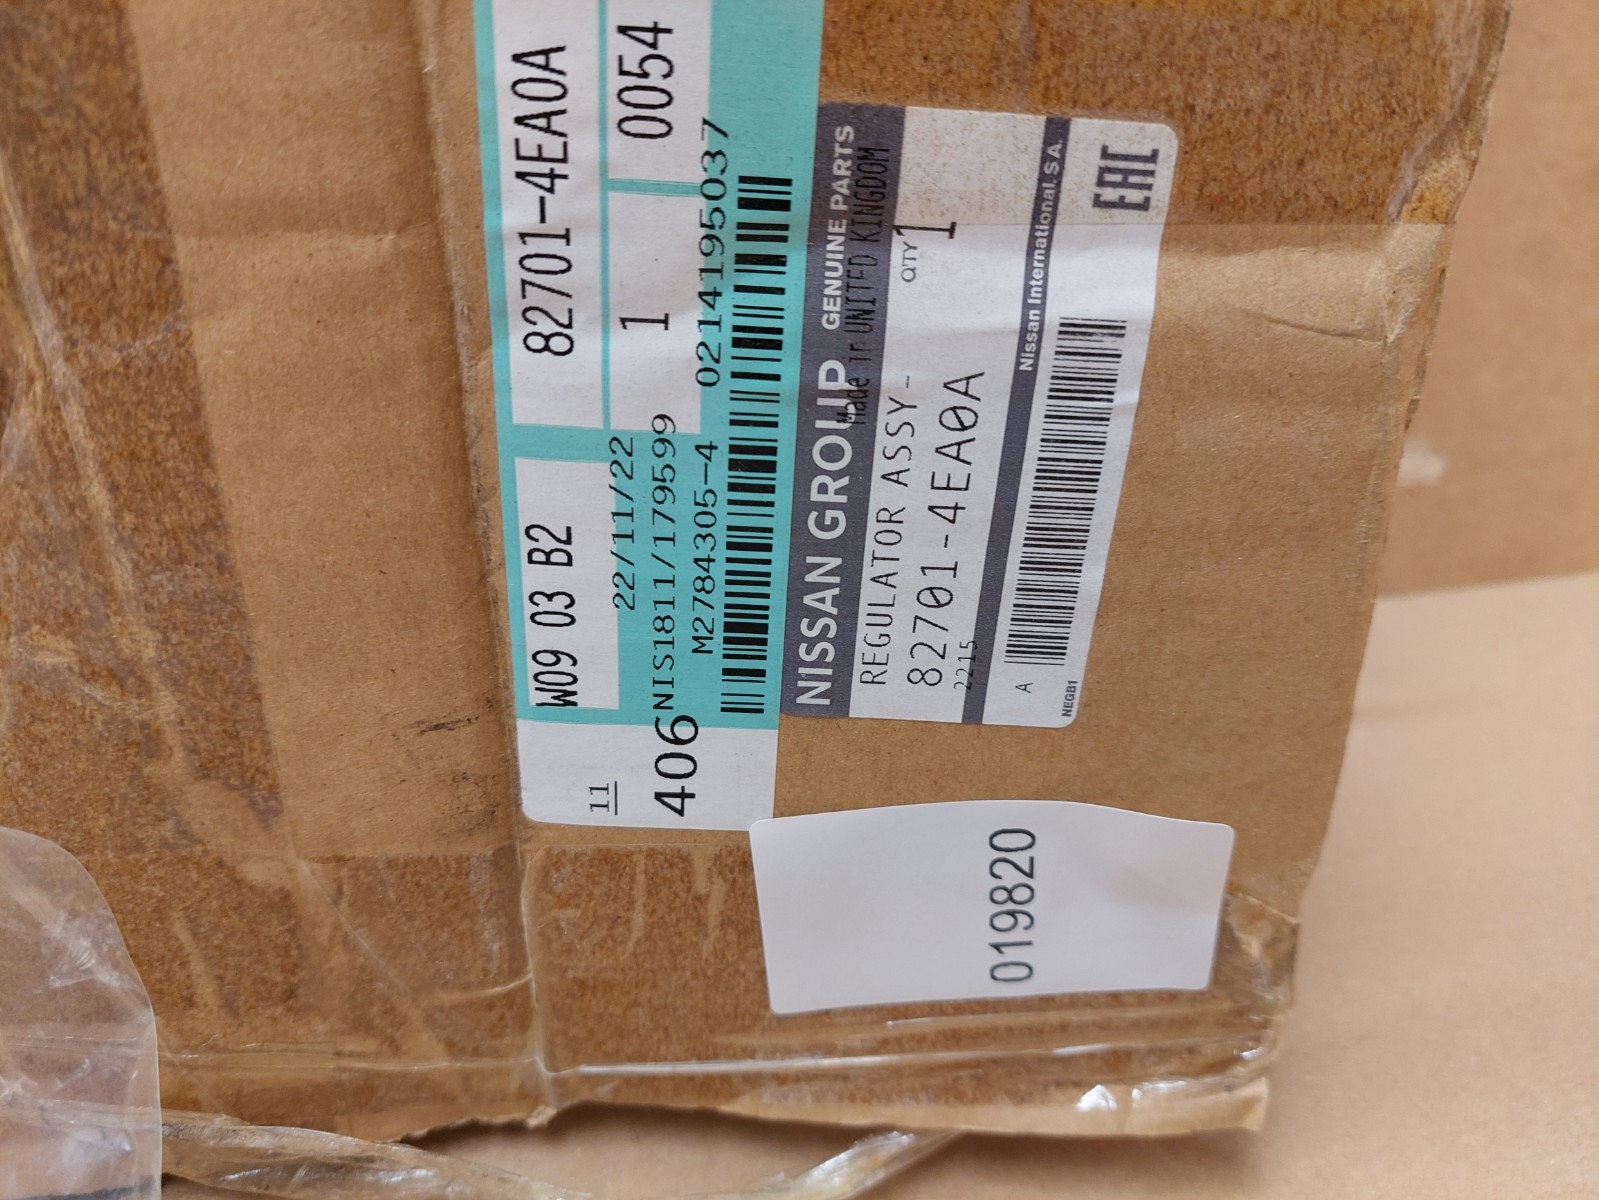 82701-4EA0A
W09 03 B2
0054
1
22/11/22
NIS1811/179599
0214195037
M2784305-4
11
406
NISSAN GROUP GENUINE PARTS
Made in UNITED KINGDOM
REGULATOR ASSY-
Q'TY 1
82701-4EA0A
2215
Nissan International. S A.
A
EAC
NEGB1
019820